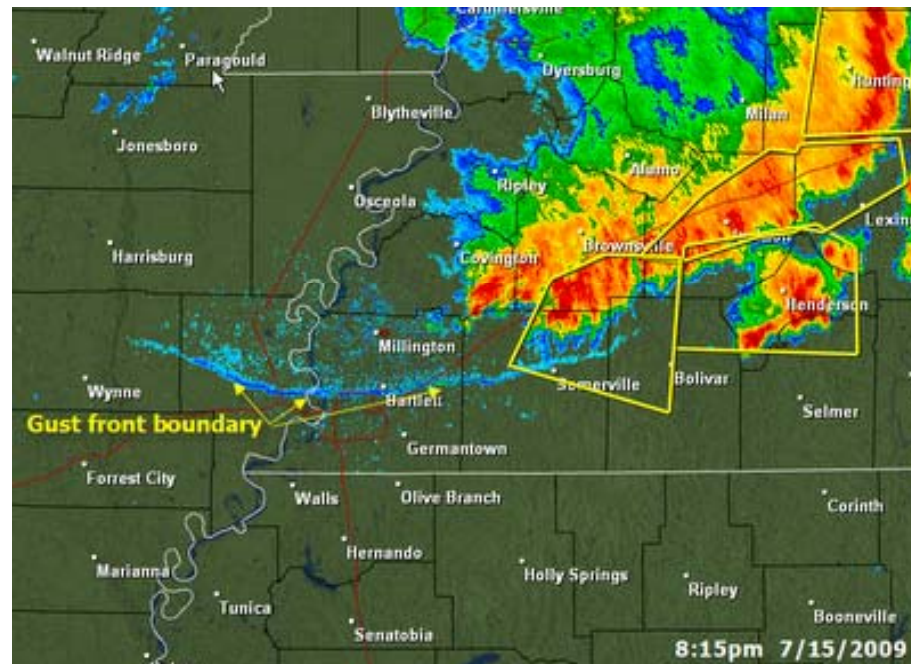 Walnut Ridge
Paragould
Dyersburg
Blytheville
Milan
Jonesboro
Alamo
Ripley
Osceola
Harrisburg
Covington
Henderson
Millington
Wynne
Somerville
Bolivar
Bartlett
Selmer
Gust front boundary
Germantown
Forrest City
Walls
Olive Branch
Corinth
Hernando
Marianna
Holly Springs
Ripley
Tunica
Booneville
Senatobia
8:15pm 7/15/2009